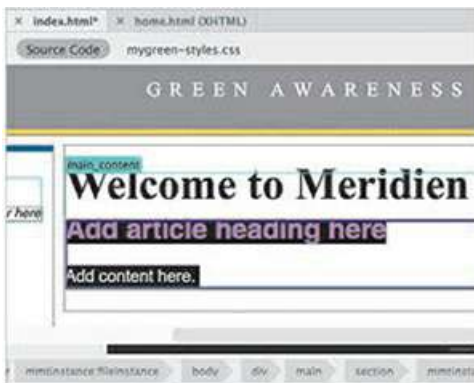 × index.html* × home.html (XHTML)
Source Code mygreen-styles.css
GREEN AWARENESS
main_content
Welcome to Meridien
r here
Add article heading here
Add content here.
mmtinstance:fileinstance body div main section mmtinst